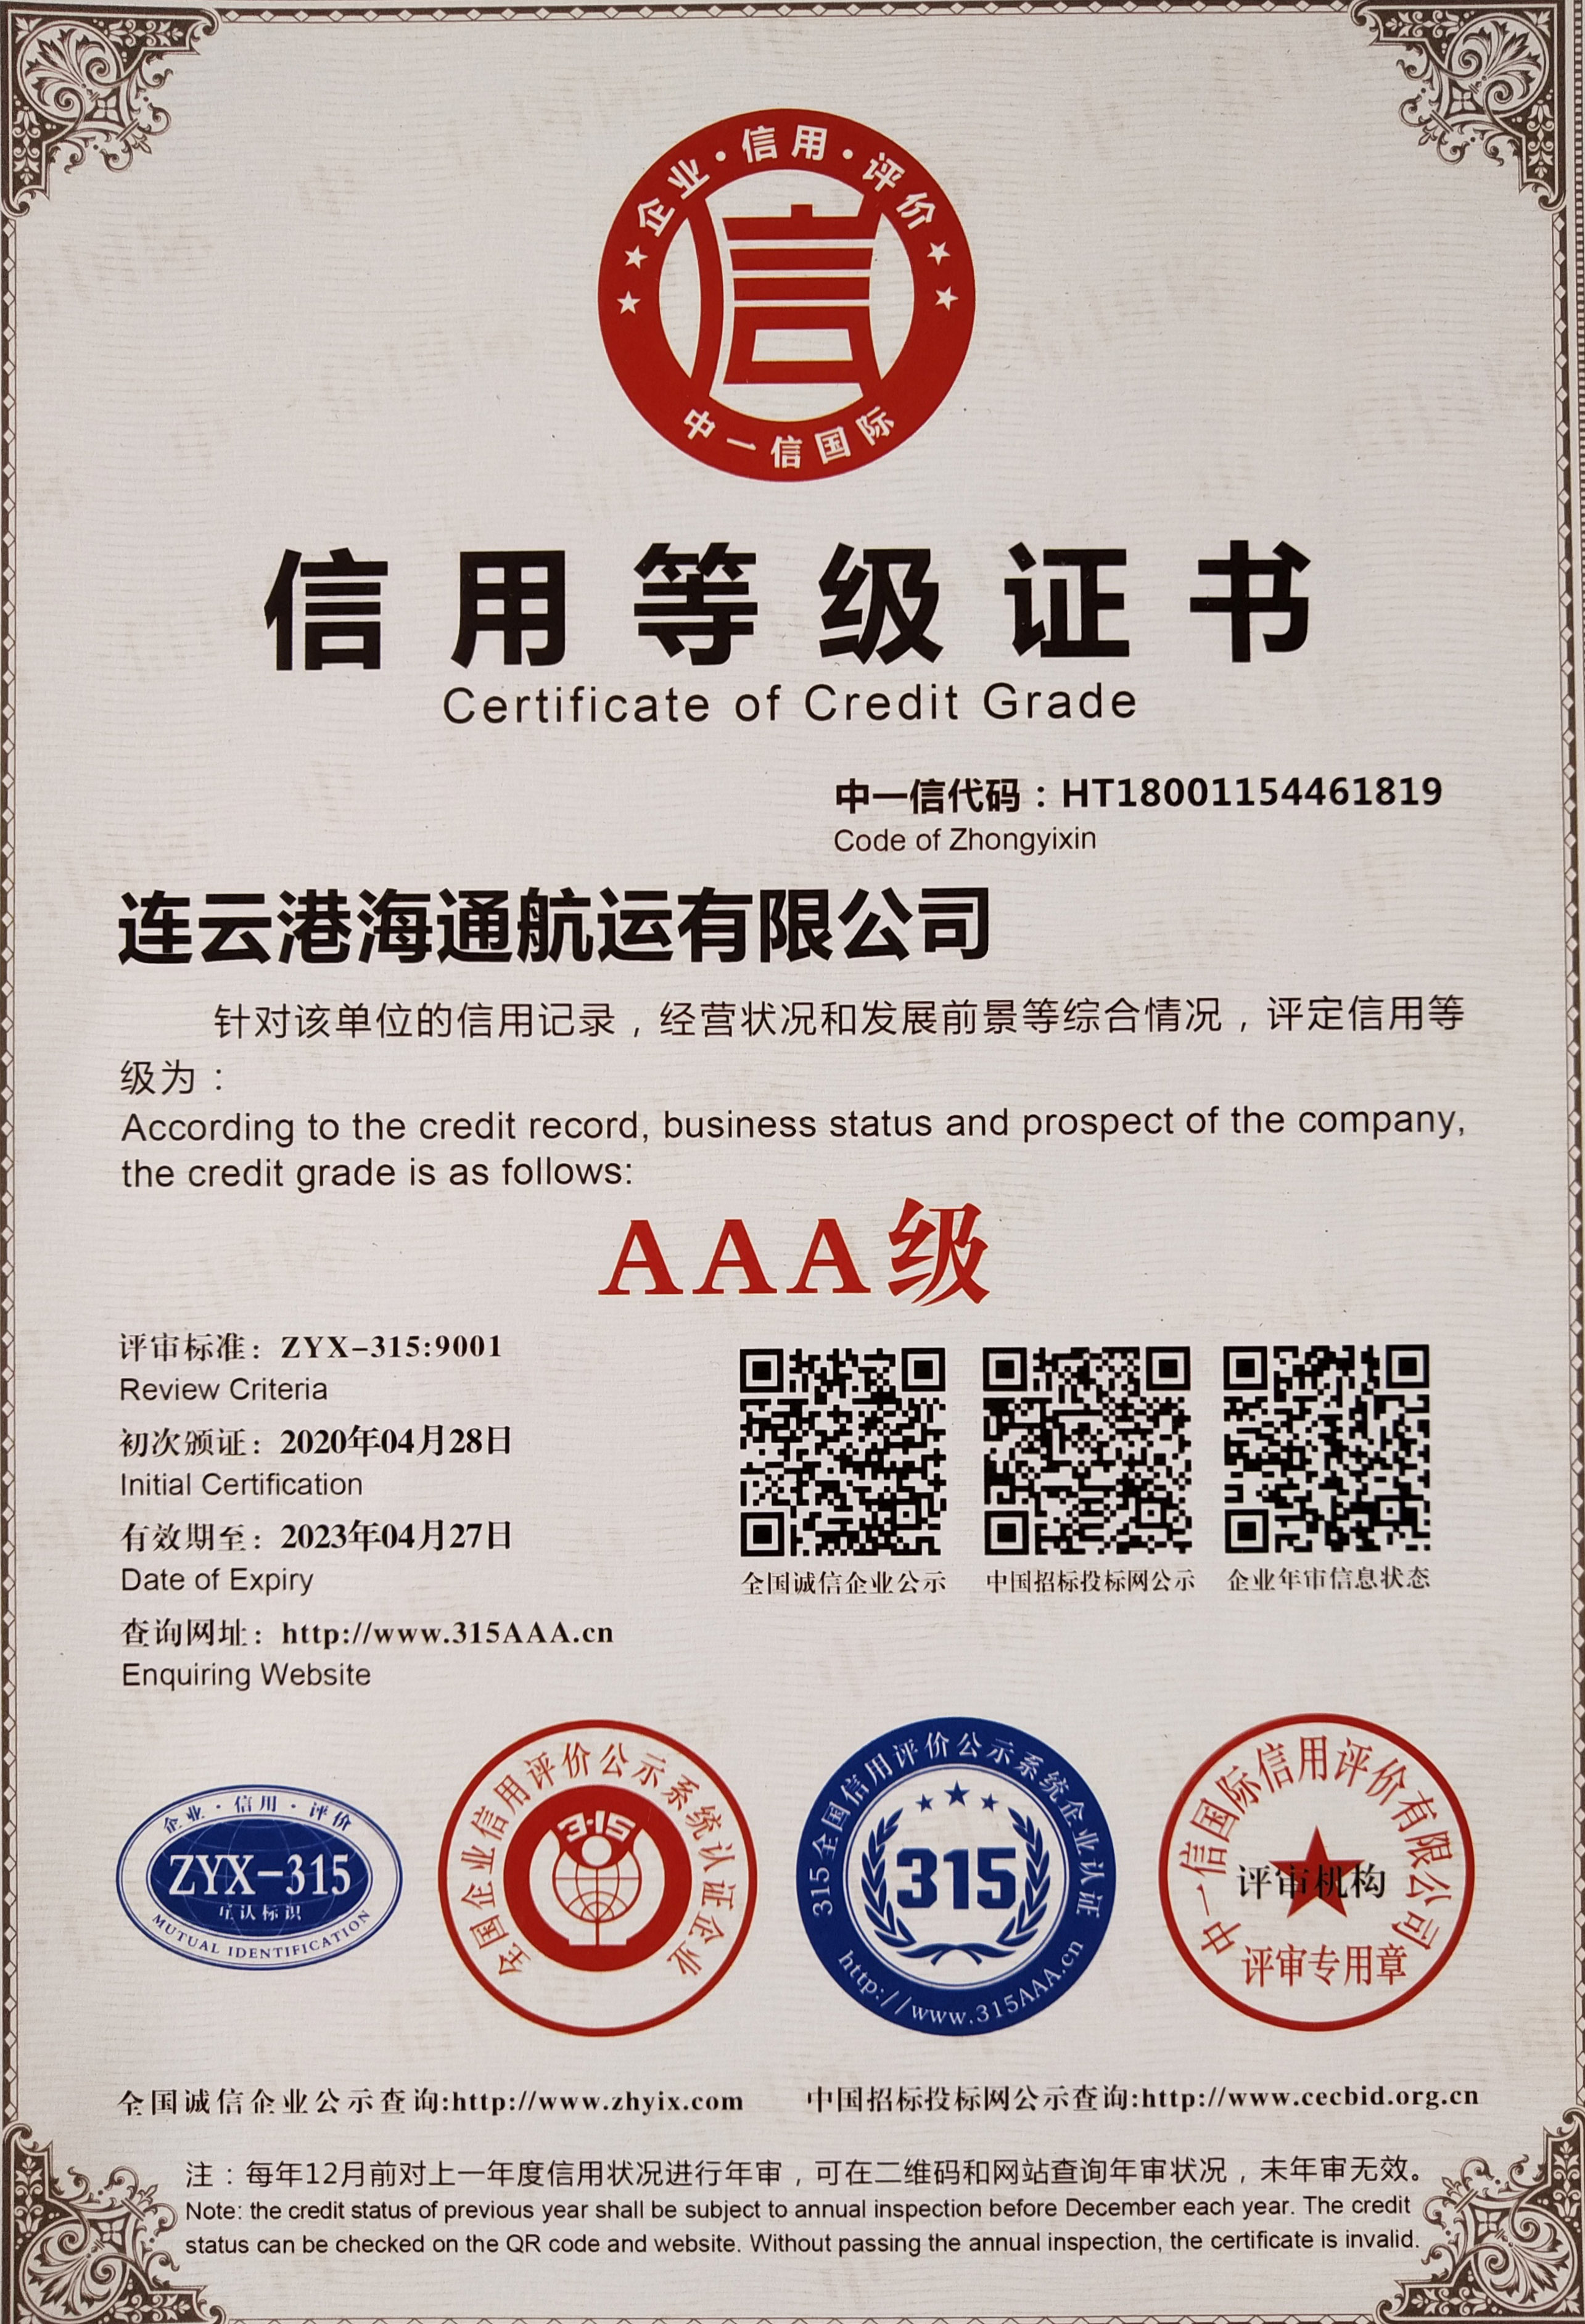 企业·信用·评价
信
中一信国际
信用等级证书
Certificate of Credit Grade
中一信代码：HT18001154461819
Code of Zhongyixin
连云港海通航运有限公司
针对该单位的信用记录，经营状况和发展前景等综合情况，评定信用等
级为：
According to the credit record, business status and prospect of the company,
the credit grade is as follows:
AAA级
评审标准：ZYX-315:9001
Review Criteria
初次颁证：2020年04月28日
Initial Certification
有效期至：2023年04月27日
Date of Expiry
查询网址：http://www.315AAA.cn
Enquiring Website
全国诚信企业公示
中国招标投标网公示
企业年审信息状态
企业·信用·评价
ZYX-315
互认标识
MUTUAL IDENTIFICATION
全国企业信用评价公示系统认证企业
3·15
315全国信用评价公示系统企业认证
315
http://www.315AAA.cn
中一信国际信用评价有限公司
评审机构
评审专用章
全国诚信企业公示查询:http://www.zhyix.com
中国招标投标网公示查询:http://www.cecbid.org.cn
注：每年12月前对上一年度信用状况进行年审，可在二维码和网站查询年审状况，未年审无效。
Note: the credit status of previous year shall be subject to annual inspection before December each year. The credit
status can be checked on the QR code and website. Without passing the annual inspection, the certificate is invalid.